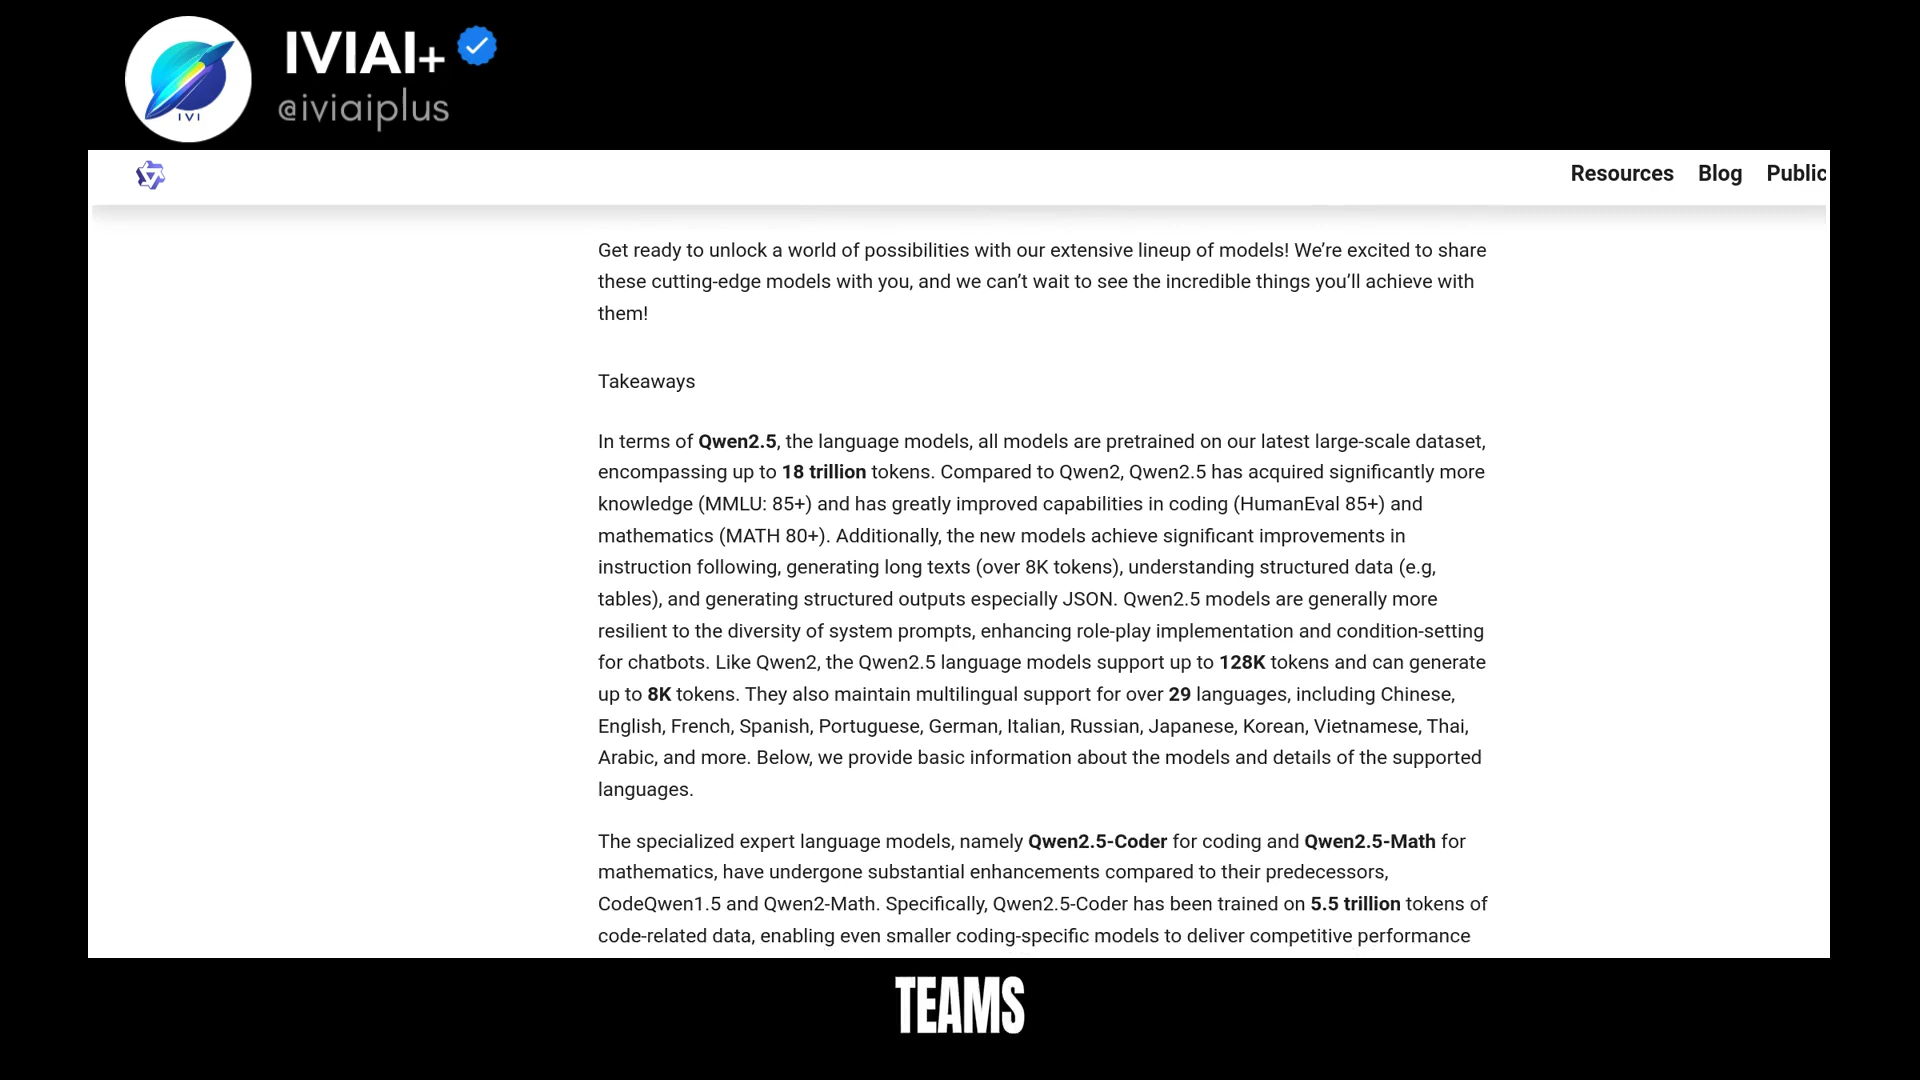 IVIAI+
@iviaiplus
IVI
Resources Blog Public
Get ready to unlock a world of possibilities with our extensive lineup of models! We’re excited to share
these cutting-edge models with you, and we can’t wait to see the incredible things you’ll achieve with
them!
Takeaways
In terms of Qwen2.5, the language models, all models are pretrained on our latest large-scale dataset,
encompassing up to 18 trillion tokens. Compared to Qwen2, Qwen2.5 has acquired significantly more
knowledge (MMLU: 85+) and has greatly improved capabilities in coding (HumanEval 85+) and
mathematics (MATH 80+). Additionally, the new models achieve significant improvements in
instruction following, generating long texts (over 8K tokens), understanding structured data (e.g,
tables), and generating structured outputs especially JSON. Qwen2.5 models are generally more
resilient to the diversity of system prompts, enhancing role-play implementation and condition-setting
for chatbots. Like Qwen2, the Qwen2.5 language models support up to 128K tokens and can generate
up to 8K tokens. They also maintain multilingual support for over 29 languages, including Chinese,
English, French, Spanish, Portuguese, German, Italian, Russian, Japanese, Korean, Vietnamese, Thai,
Arabic, and more. Below, we provide basic information about the models and details of the supported
languages.
The specialized expert language models, namely Qwen2.5-Coder for coding and Qwen2.5-Math for
mathematics, have undergone substantial enhancements compared to their predecessors,
CodeQwen1.5 and Qwen2-Math. Specifically, Qwen2.5-Coder has been trained on 5.5 trillion tokens of
code-related data, enabling even smaller coding-specific models to deliver competitive performance
TEAMS